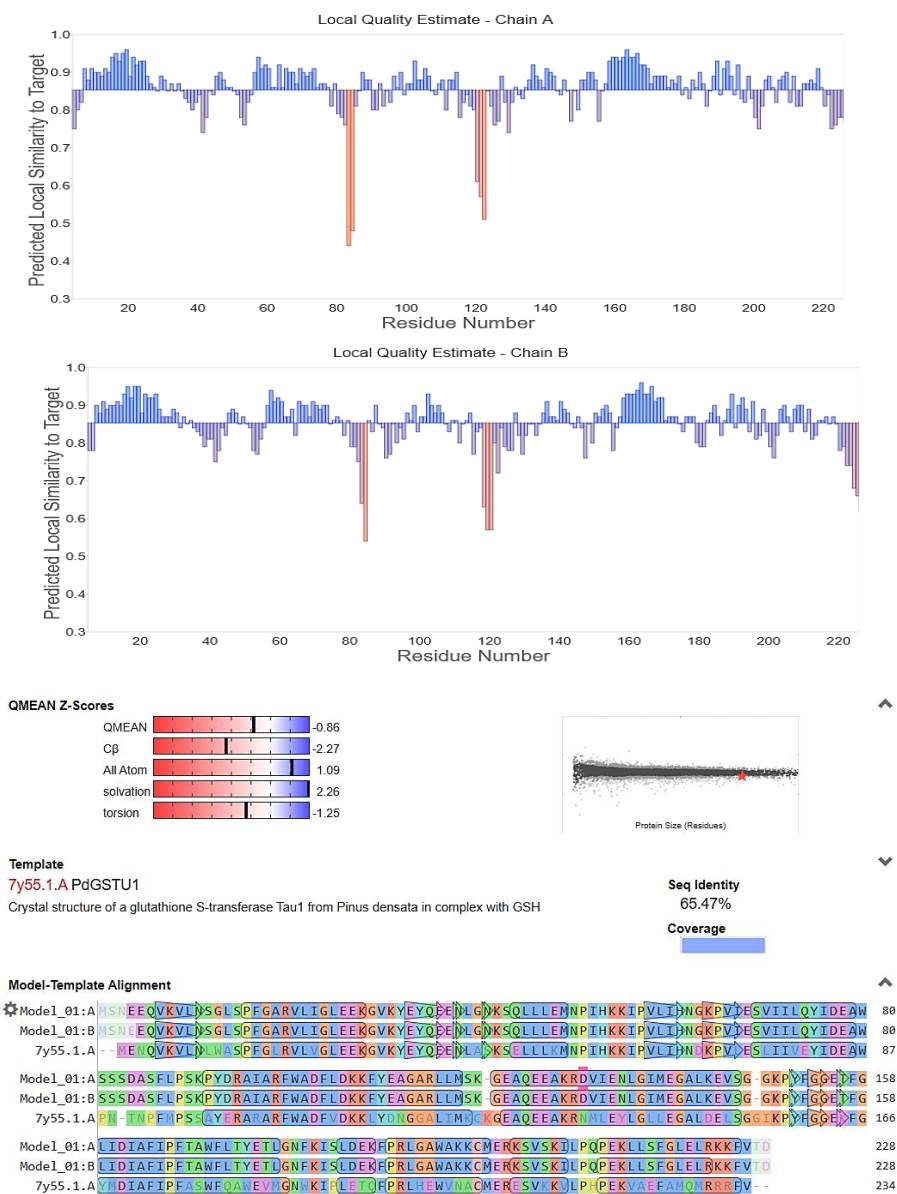 Local Quality Estimate - Chain A
Predicted Local Similarity to Target
1.0
0.9
0.8
0.7
0.6
0.5
0.4
0.3
20 40 60 80 100 120 140 160 180 200 220
Residue Number
Local Quality Estimate - Chain B
Predicted Local Similarity to Target
1.0
0.9
0.8
0.7
0.6
0.5
0.4
0.3
20 40 60 80 100 120 140 160 180 200 220
Residue Number
QMEAN Z-Scores
QMEAN -0.86
Cβ -2.27
All Atom 1.09
solvation 2.26
torsion -1.25
Protein Size (Residues)
Template
7y55.1.A PdGSTU1
Seq Identity
65.47%
Crystal structure of a glutathione S-transferase Tau1 from Pinus densata in complex with GSH
Coverage
Model-Template Alignment
Model_01:A MSNEEQVKVLNSGLSPFGARVLIGLEEKGVKYEYQEENLGNKSQLLLEMNPIHKKIPVLIHNGKPVIESVIILQYIDEAW 80
Model_01:B MSNEEQVKVLNSGLSPFGARVLIGLEEKGVKYEYQEENLGNKSQLLLEMNPIHKKIPVLIHNGKPVIESVIILQYIDEAW 80
7y55.1.A --MENQVKVLNLWASPFGLRVLVGLEEKGVKYEYQEENLASKSELLLKMNPIHKKIPVLIHNDKPVLESLIIVEYIDEAW 87
Model_01:A SSSDASFLPSKPYDRAIARFWADFLDKKFYEAGARLLMSK-GEAQEEAKRDVIENLGIMEGALKEVSG-GKPYFGGETFG 158
Model_01:B SSSDASFLPSKPYDRAIARFWADFLDKKFYEAGARLLMSK-GEAQEEAKRDVIENLGIMEGALKEVSG-GKPYFGGETFG 158
7y55.1.A PN-TNPFMPSSAYERARARFWADFVDKKLYDNGGALIMKCKGEAQEEAKRNMLEYLGLLEGALDELSGGIKPYFGGEKFG 166
Model_01:A LIDIAFIPFTAWFLTYETLGNFKISLDEKFPRLGAWAKKCMERKSVSKILPQPEKLLSFGLELRKKFVTD 228
Model_01:B LIDIAFIPFTAWFLTYETLGNFKISLDEKFPRLGAWAKKCMERKSVSKILPQPEKLLSFGLELRKKFVTD 228
7y55.1.A YMDIAFIPFASWFQAWEVMGNWKIPLETQFPRLHEWVNACMERESVKKVLPHPEKVAEFAMQMRRRFV-- 234